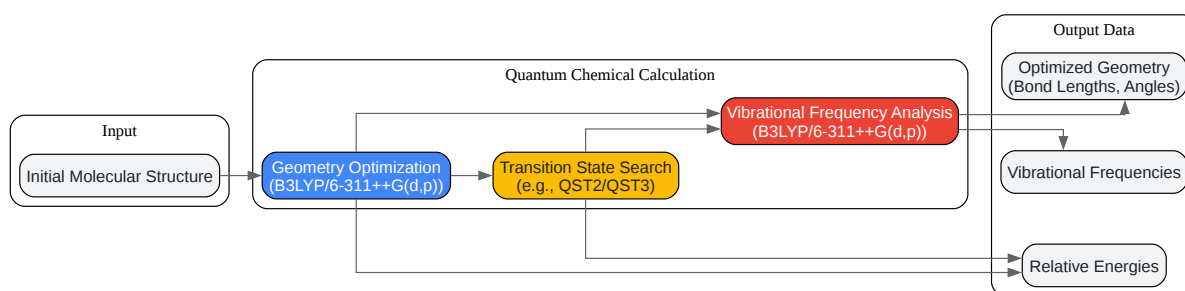 Input
Initial Molecular Structure
Quantum Chemical Calculation
Geometry Optimization
(B3LYP/6-311++G(d,p))
Transition State Search
(e.g., QST2/QST3)
Vibrational Frequency Analysis
(B3LYP/6-311++G(d,p))
Output Data
Optimized Geometry
(Bond Lengths, Angles)
Vibrational Frequencies
Relative Energies